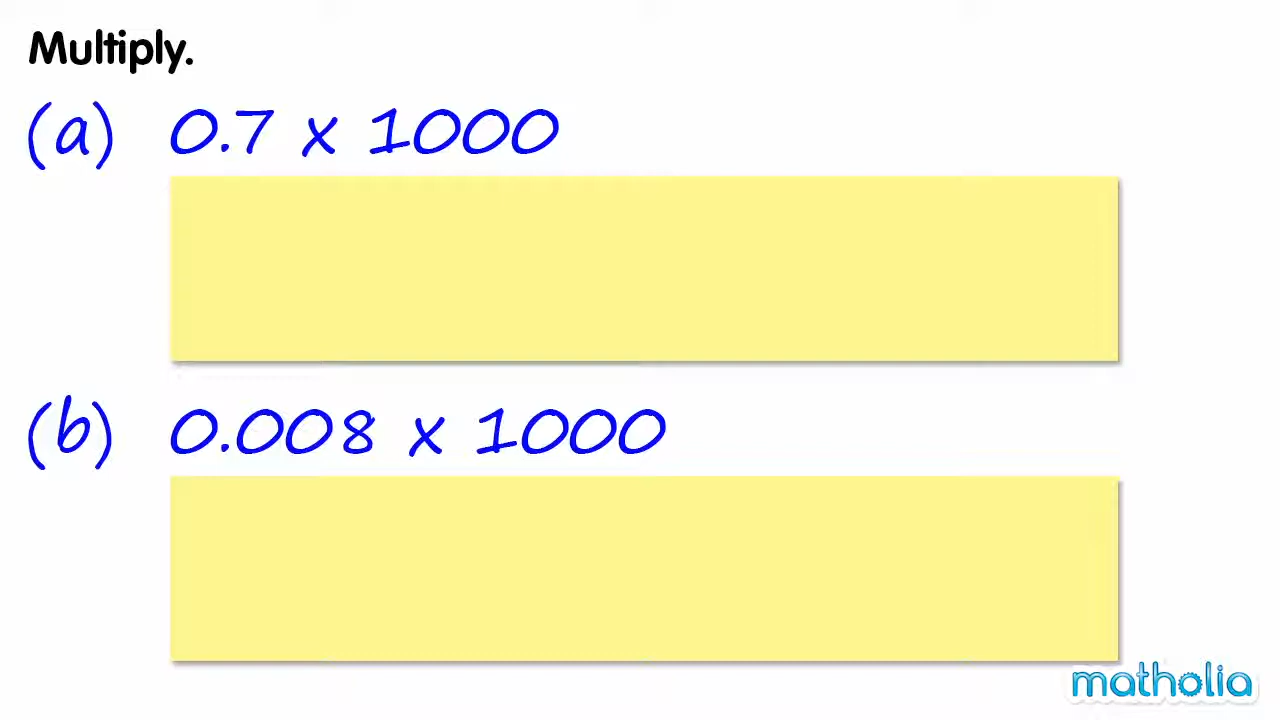 Multiply.
(a) 0.7 x 1000
(b) 0.008 x 1000
matholia